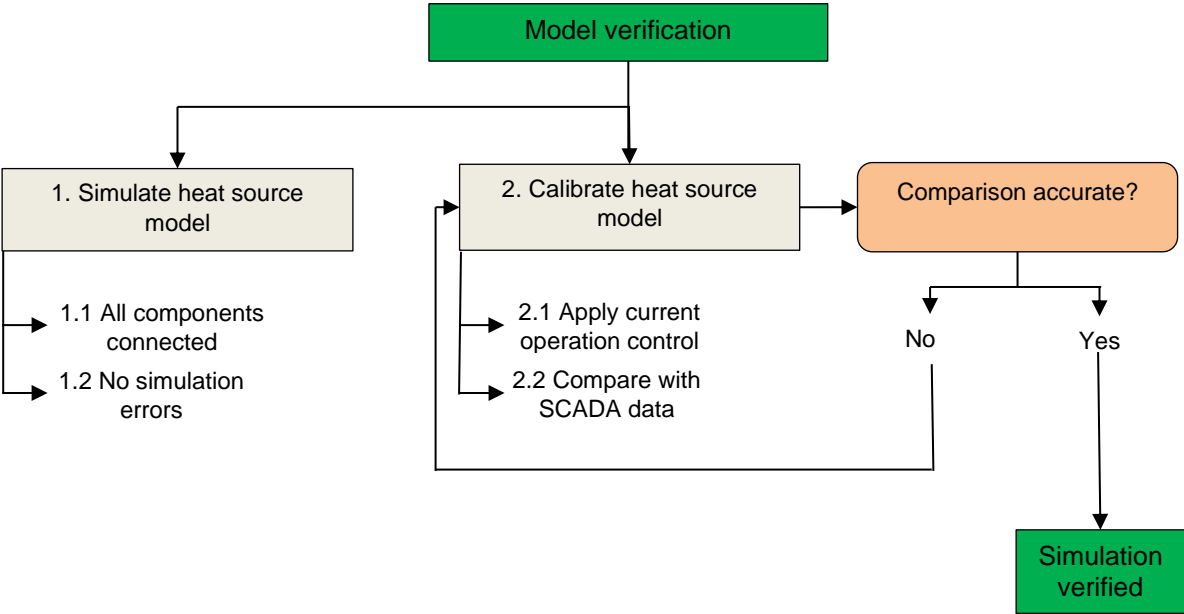 Model verification
1. Simulate heat source
model
1.1 All components
connected
1.2 No simulation
errors
2. Calibrate heat source
model
2.1 Apply current
operation control
2.2 Compare with
SCADA data
Comparison accurate?
No
Yes
Simulation
verified